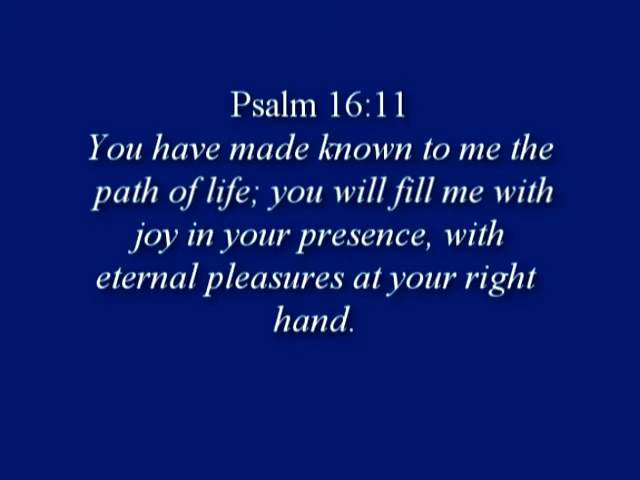 Psalm 16:11
You have made known to me the
path of life; you will fill me with
joy in your presence, with
eternal pleasures at your right
hand.